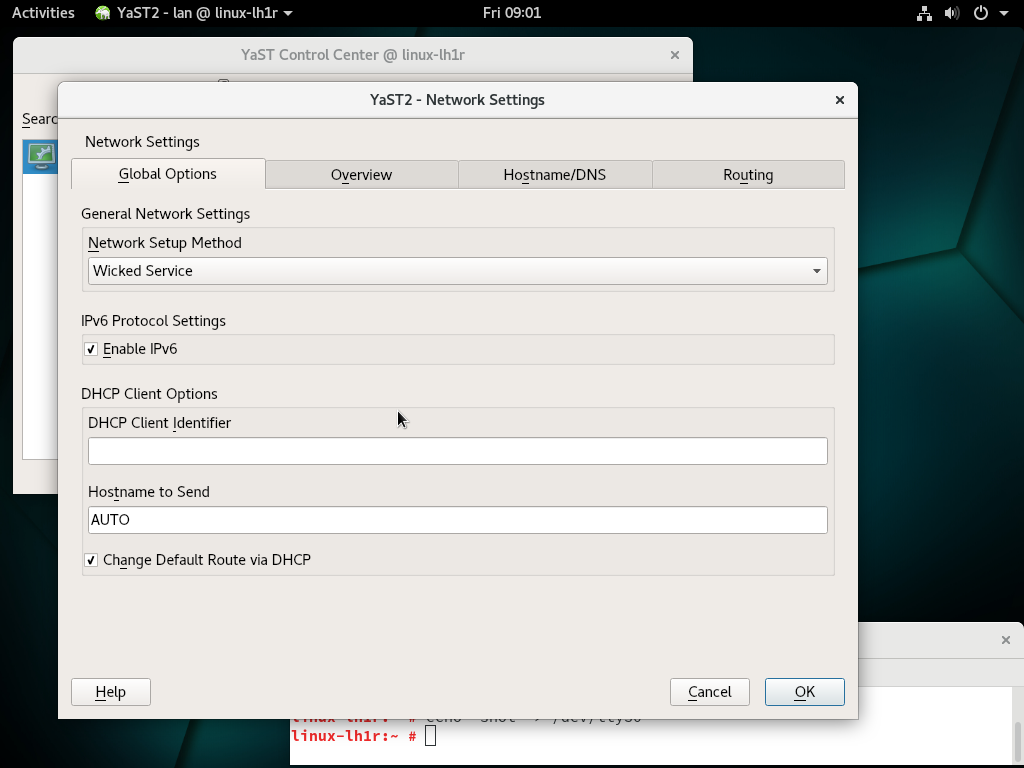 Activities YaST2 - lan @ linux-lh1r Fri 09:01
YaST Control Center @ linux-lh1r
YaST2 - Network Settings
Network Settings
Global Options Overview Hostname/DNS Routing
General Network Settings
Network Setup Method
Wicked Service
IPv6 Protocol Settings
Enable IPv6
DHCP Client Options
DHCP Client Identifier
Hostname to Send
AUTO
Change Default Route via DHCP
Help Cancel OK
linux-lh1r:~ #